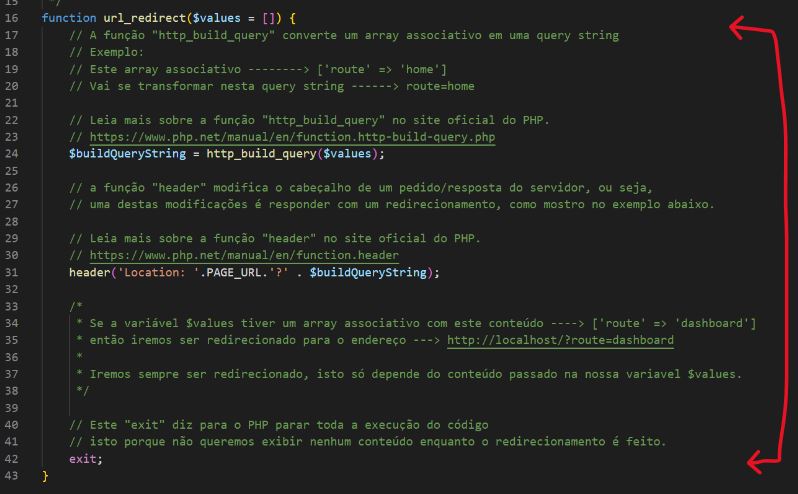 15 */
16 function url_redirect($values = []) {
17 // A função "http_build_query" converte um array associativo em uma query string
18 // Exemplo:
19 // Este array associativo --------> ['route' => 'home']
20 // Vai se transformar nesta query string ------> route=home
21
22 // Leia mais sobre a função "http_build_query" no site oficial do PHP.
23 // https://www.php.net/manual/en/function.http-build-query.php
24 $buildQueryString = http_build_query($values);
25
26 // a função "header" modifica o cabeçalho de um pedido/resposta do servidor, ou seja,
27 // uma destas modificações é responder com um redirecionamento, como mostro no exemplo abaixo.
28
29 // Leia mais sobre a função "header" no site oficial do PHP.
30 // https://www.php.net/manual/en/function.header
31 header('Location: '.PAGE_URL.'?' . $buildQueryString);
32
33 /*
34 * Se a variável $values tiver um array associativo com este conteúdo ----> ['route' => 'dashboard']
35 * então iremos ser redirecionado para o endereço ---> http://localhost/?route=dashboard
36 *
37 * Iremos sempre ser redirecionado, isto só depende do conteúdo passado na nossa variavel $values.
38 */
39
40 // Este "exit" diz para o PHP parar toda a execução do código
41 // isto porque não queremos exibir nenhum conteúdo enquanto o redirecionamento é feito.
42 exit;
43 }